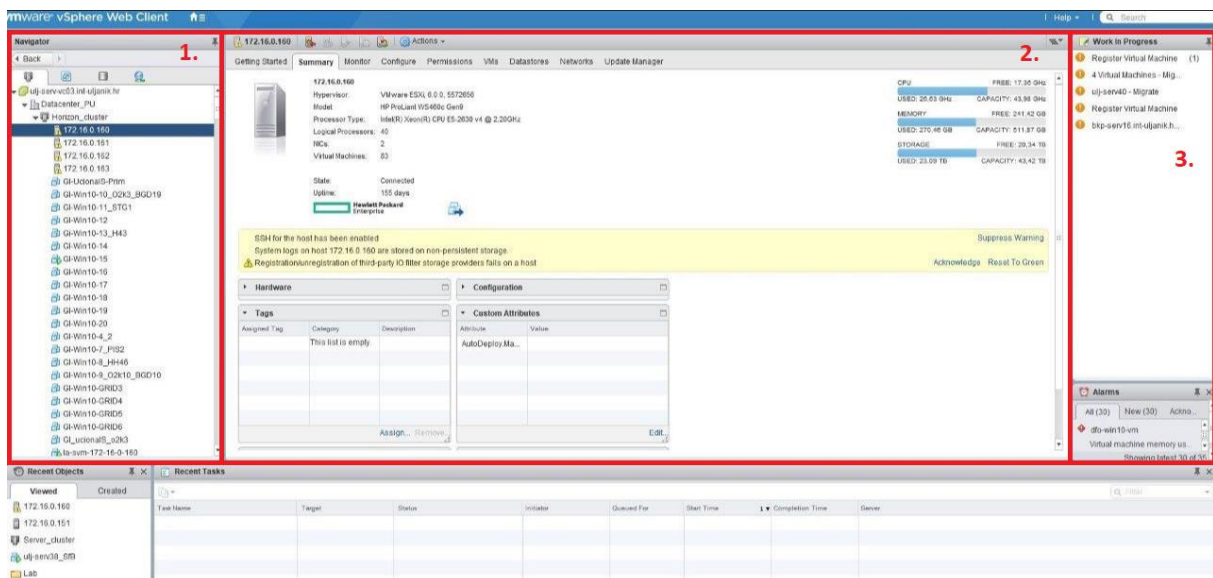 vmware vSphere Web Client
Help
Search
Navigator
1.
Back
ulj-serv-vc03.int-uljanik.hr
Datacenter_PU
Horizon_cluster
172.16.0.160
172.16.0.161
172.16.0.162
172.16.0.163
GI-UcionaIS-Prim
GI-Win10-10_O2k3_BGD19
GI-Win10-11_STG1
GI-Win10-12
GI-Win10-13_H43
GI-Win10-14
GI-Win10-15
GI-Win10-16
GI-Win10-17
GI-Win10-18
GI-Win10-19
GI-Win10-20
GI-Win10-4_2
GI-Win10-7_PIS2
GI-Win10-8_HH46
GI-Win10-9_O2k10_BGD10
GI-Win10-GRID3
GI-Win10-GRID4
GI-Win10-GRID5
GI-Win10-GRID6
GI_ucionaIS_o2k3
ta-svm-172-16-0-160
172.16.0.160 Actions
2.
Getting Started Summary Monitor Configure Permissions VMs Datastores Networks Update Manager
172.16.0.160
Hypervisor: VMware ESXi, 6.0.0, 5572656
Model: HP ProLiant WS460c Gen9
Processor Type: Intel(R) Xeon(R) CPU E5-2630 v4 @ 2.20GHz
Logical Processors: 40
NICs: 2
Virtual Machines: 83
State: Connected
Uptime: 155 days
Hewlett Packard
Enterprise
CPU FREE: 17,36 GHz
USED: 26,63 GHz CAPACITY: 43,98 GHz
MEMORY FREE: 241,42 GB
USED: 270,46 GB CAPACITY: 511,87 GB
STORAGE FREE: 20,34 TB
USED: 23,09 TB CAPACITY: 43,42 TB
SSH for the host has been enabled Suppress Warning
System logs on host 172.16.0.160 are stored on non-persistent storage.
Registration/unregistration of third-party IO filter storage providers fails on a host Acknowledge Reset To Green
Hardware
Configuration
Tags
Assigned Tag Category Description
This list is empty.
Assign... Remove...
Custom Attributes
Attribute Value
AutoDeploy.Ma...
Edit...
Work In Progress
Register Virtual Machine (1)
4 Virtual Machines - Mig...
ulj-serv40 - Migrate
Register Virtual Machine
bkp-serv16.int-uljanik.h...
3.
Alarms
All (30) New (30) Ackno...
dfo-win10-vm
Virtual machine memory us...
Showing latest 30 of 35
Recent Objects
Viewed Created
172.16.0.160
172.16.0.151
Server_cluster
ulj-serv38_SfB
Lab
Recent Tasks
Filter
Task Name Target Status Initiator Queued For Start Time 1 Completion Time Server